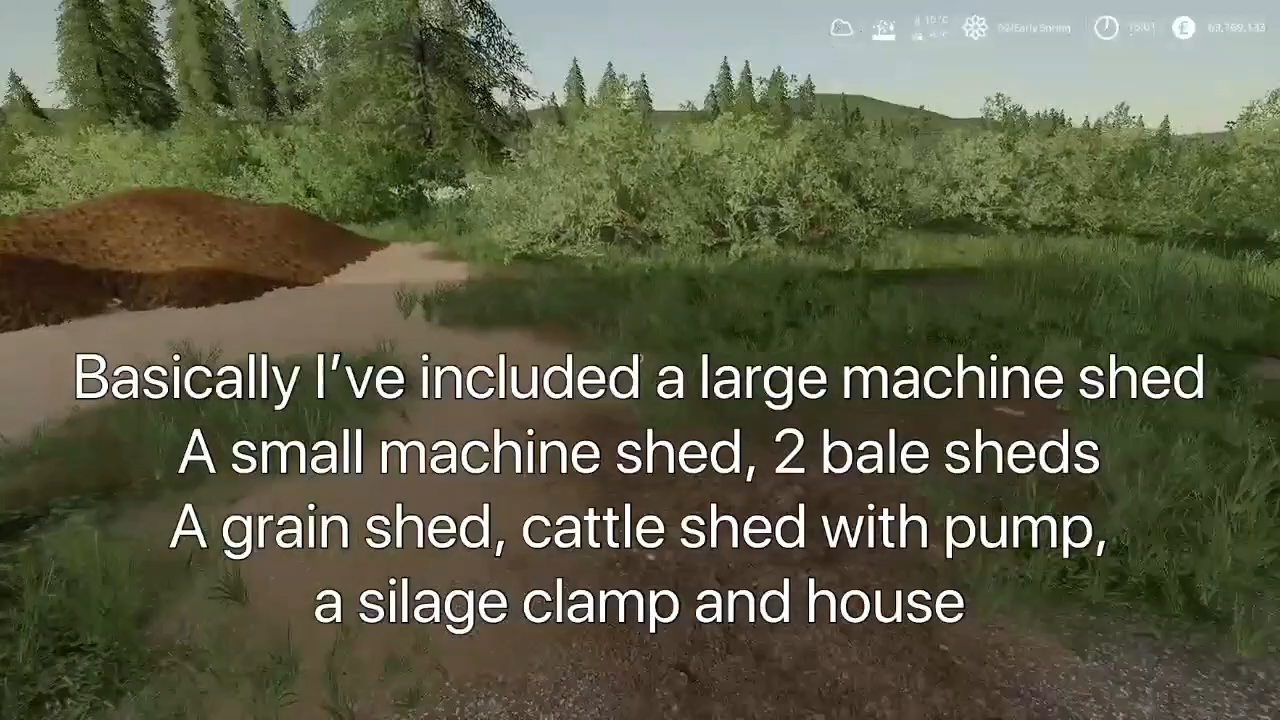 Basically I’ve included a large machine shed
A small machine shed, 2 bale sheds
A grain shed, cattle shed with pump,
a silage clamp and house